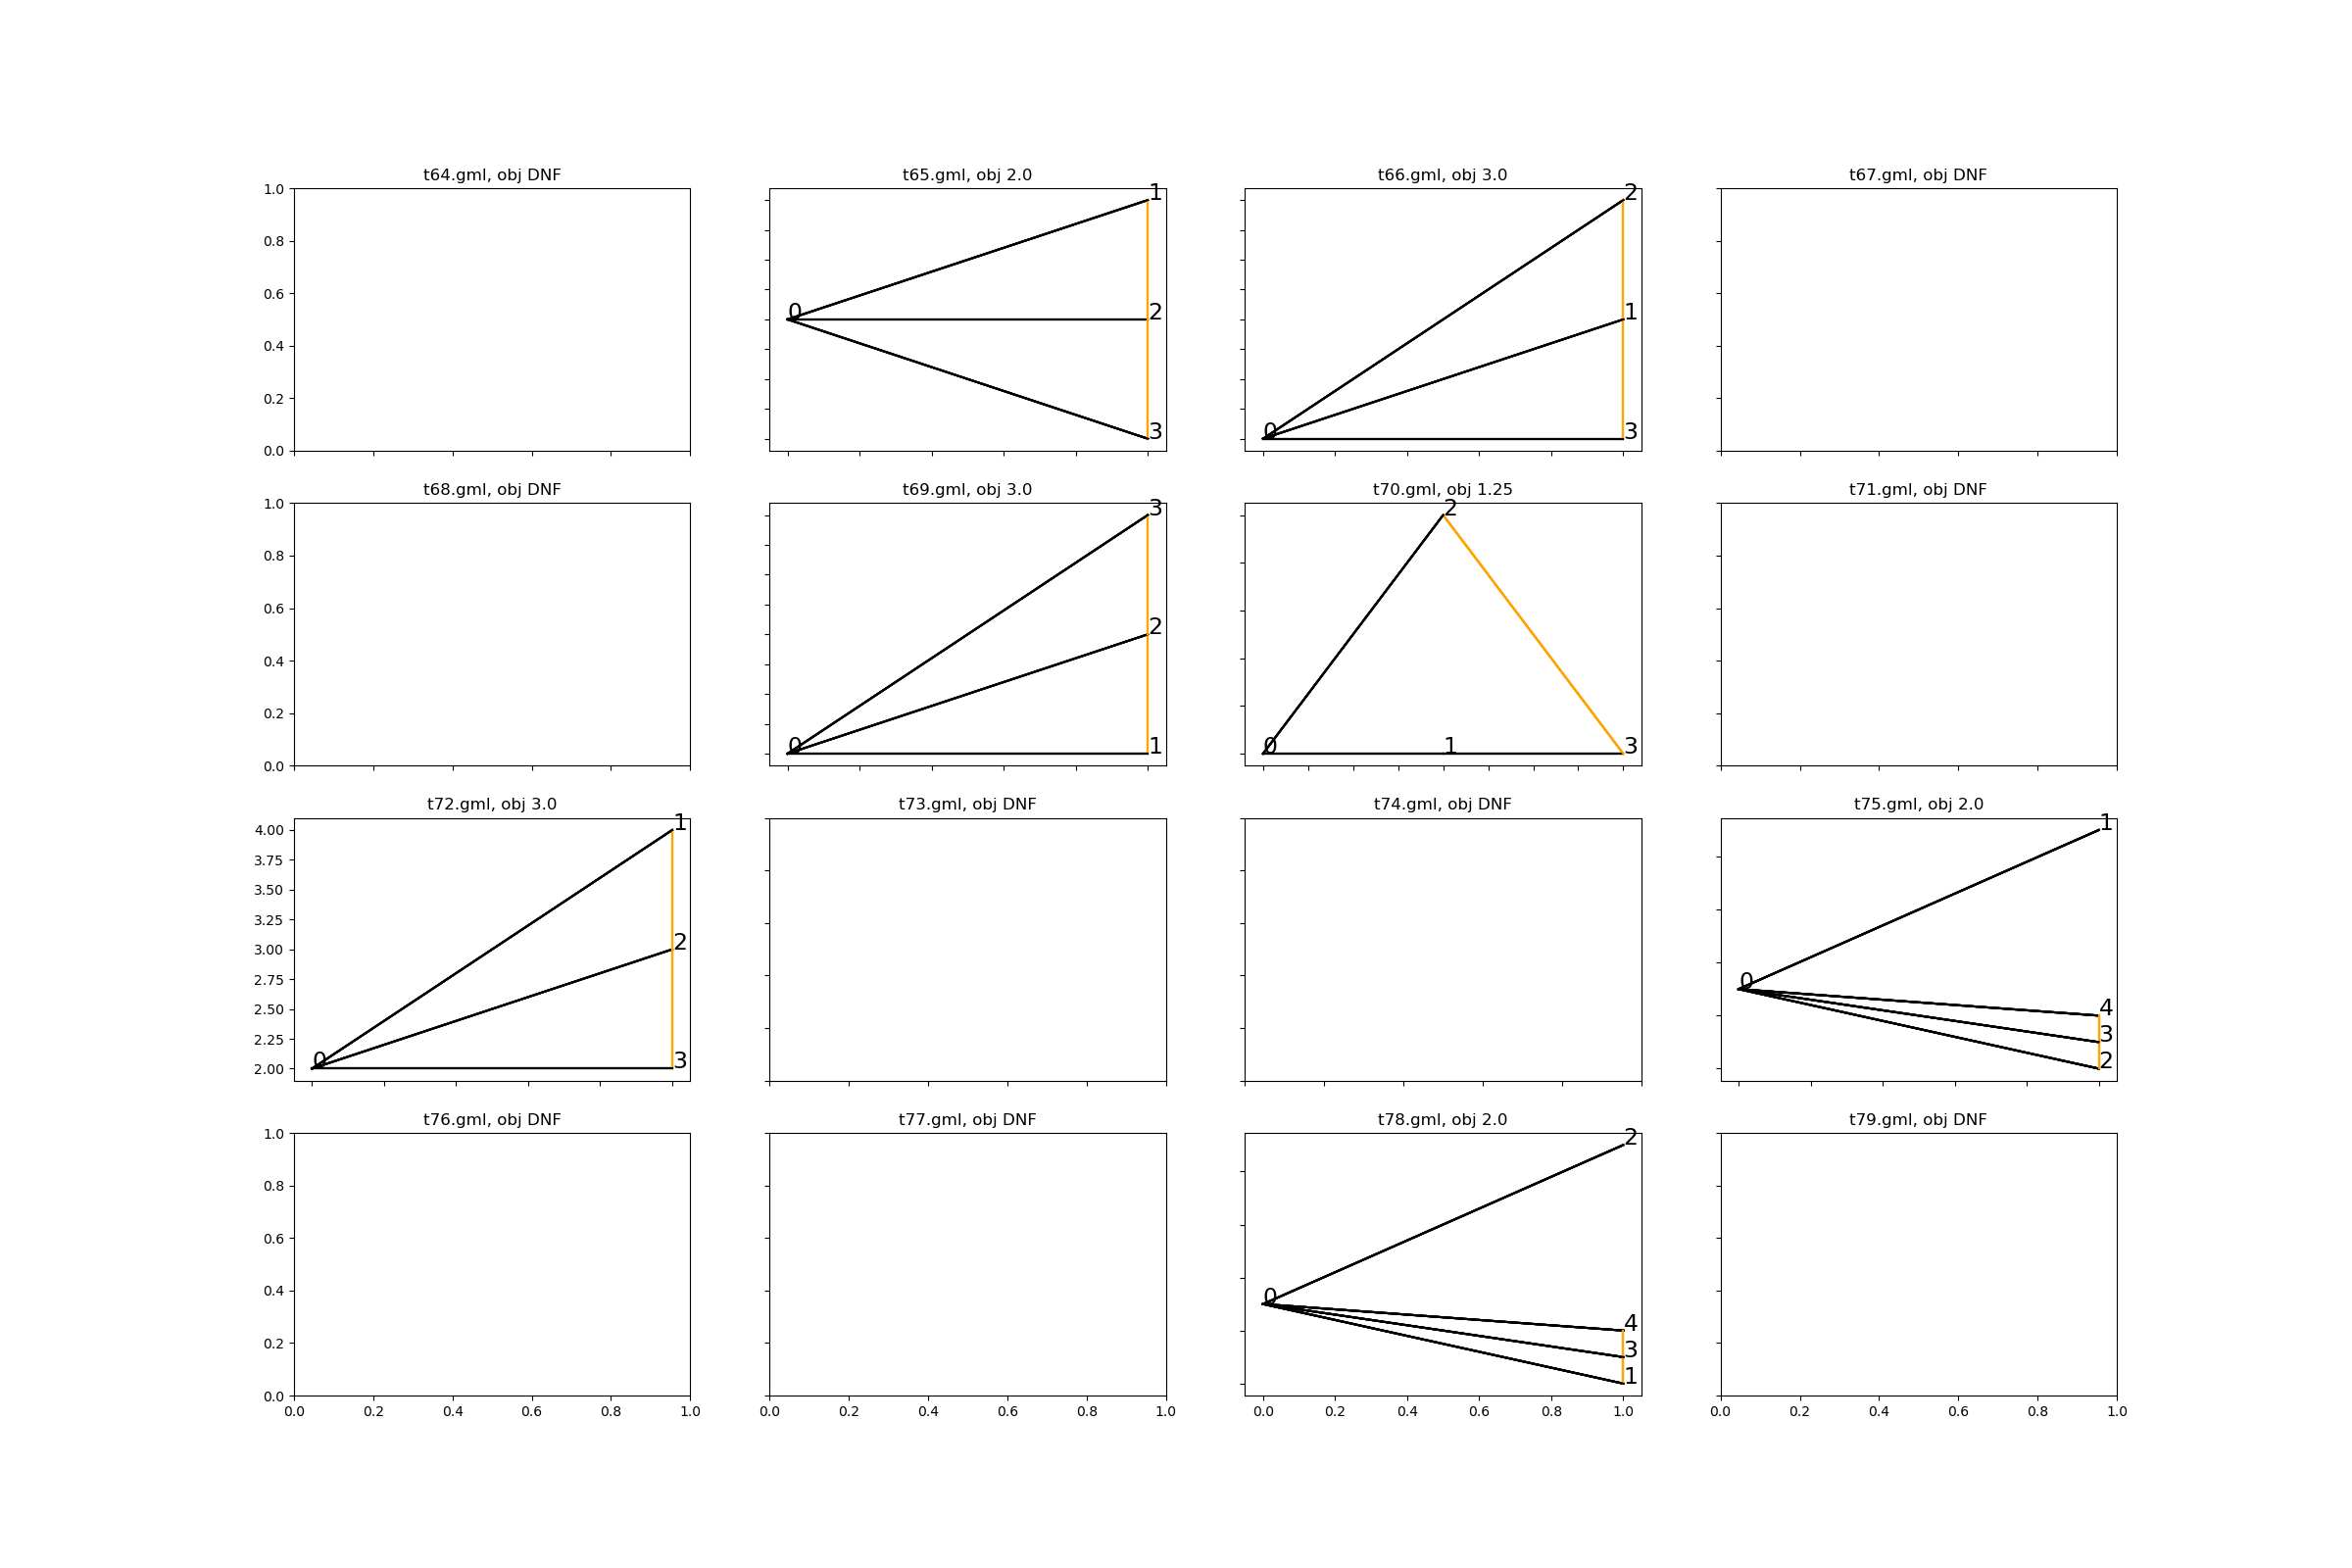 t64.gml, obj DNF
1.0
0.8
0.6
0.4
0.2
0.0
t65.gml, obj 2.0
1
0
2
3
t66.gml, obj 3.0
2
1
0
3
t67.gml, obj DNF
t68.gml, obj DNF
1.0
0.8
0.6
0.4
0.2
0.0
t69.gml, obj 3.0
3
2
0
1
t70.gml, obj 1.25
2
0
1
3
t71.gml, obj DNF
t72.gml, obj 3.0
4.00
3.75
3.50
3.25
3.00
2.75
2.50
2.25
2.00
1
2
0
3
t73.gml, obj DNF
t74.gml, obj DNF
t75.gml, obj 2.0
1
0
4
3
2
t76.gml, obj DNF
1.0
0.8
0.6
0.4
0.2
0.0
0.0 0.2 0.4 0.6 0.8 1.0
t77.gml, obj DNF
0.0 0.2 0.4 0.6 0.8 1.0
t78.gml, obj 2.0
2
0
4
3
1
0.0 0.2 0.4 0.6 0.8 1.0
t79.gml, obj DNF
0.0 0.2 0.4 0.6 0.8 1.0